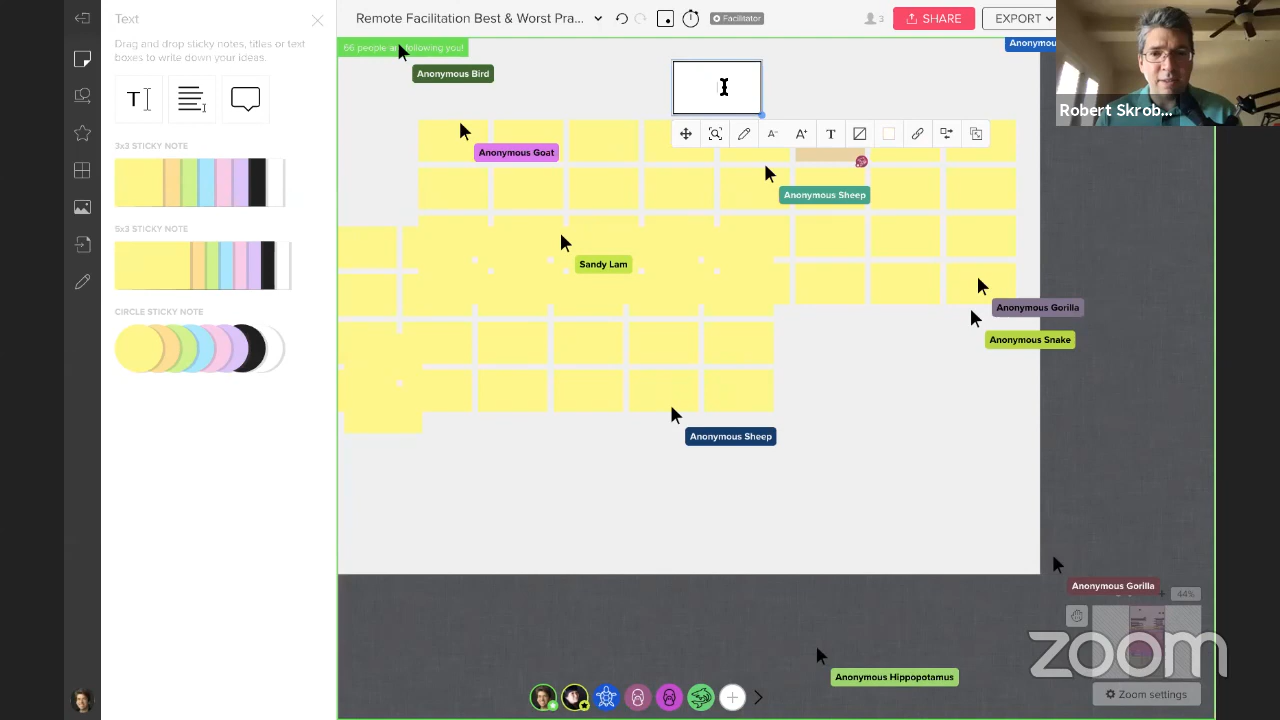 Text
Drag and drop sticky notes, titles or text
boxes to write down your ideas.
T
3X3 STICKY NOTE
5X3 STICKY NOTE
CIRCLE STICKY NOTE
Remote Facilitation Best & Worst Pra...
Facilitator
3
SHARE
EXPORT
66 people are following you!
Anonymous Bird
Anonymou
Robert Skrob...
A-
A+
T
Anonymous Goat
Anonymous Sheep
Sandy Lam
Anonymous Gorilla
Anonymous Snake
Anonymous Sheep
Anonymous Gorilla
44%
Anonymous Hippopotamus
zoom
Zoom settings